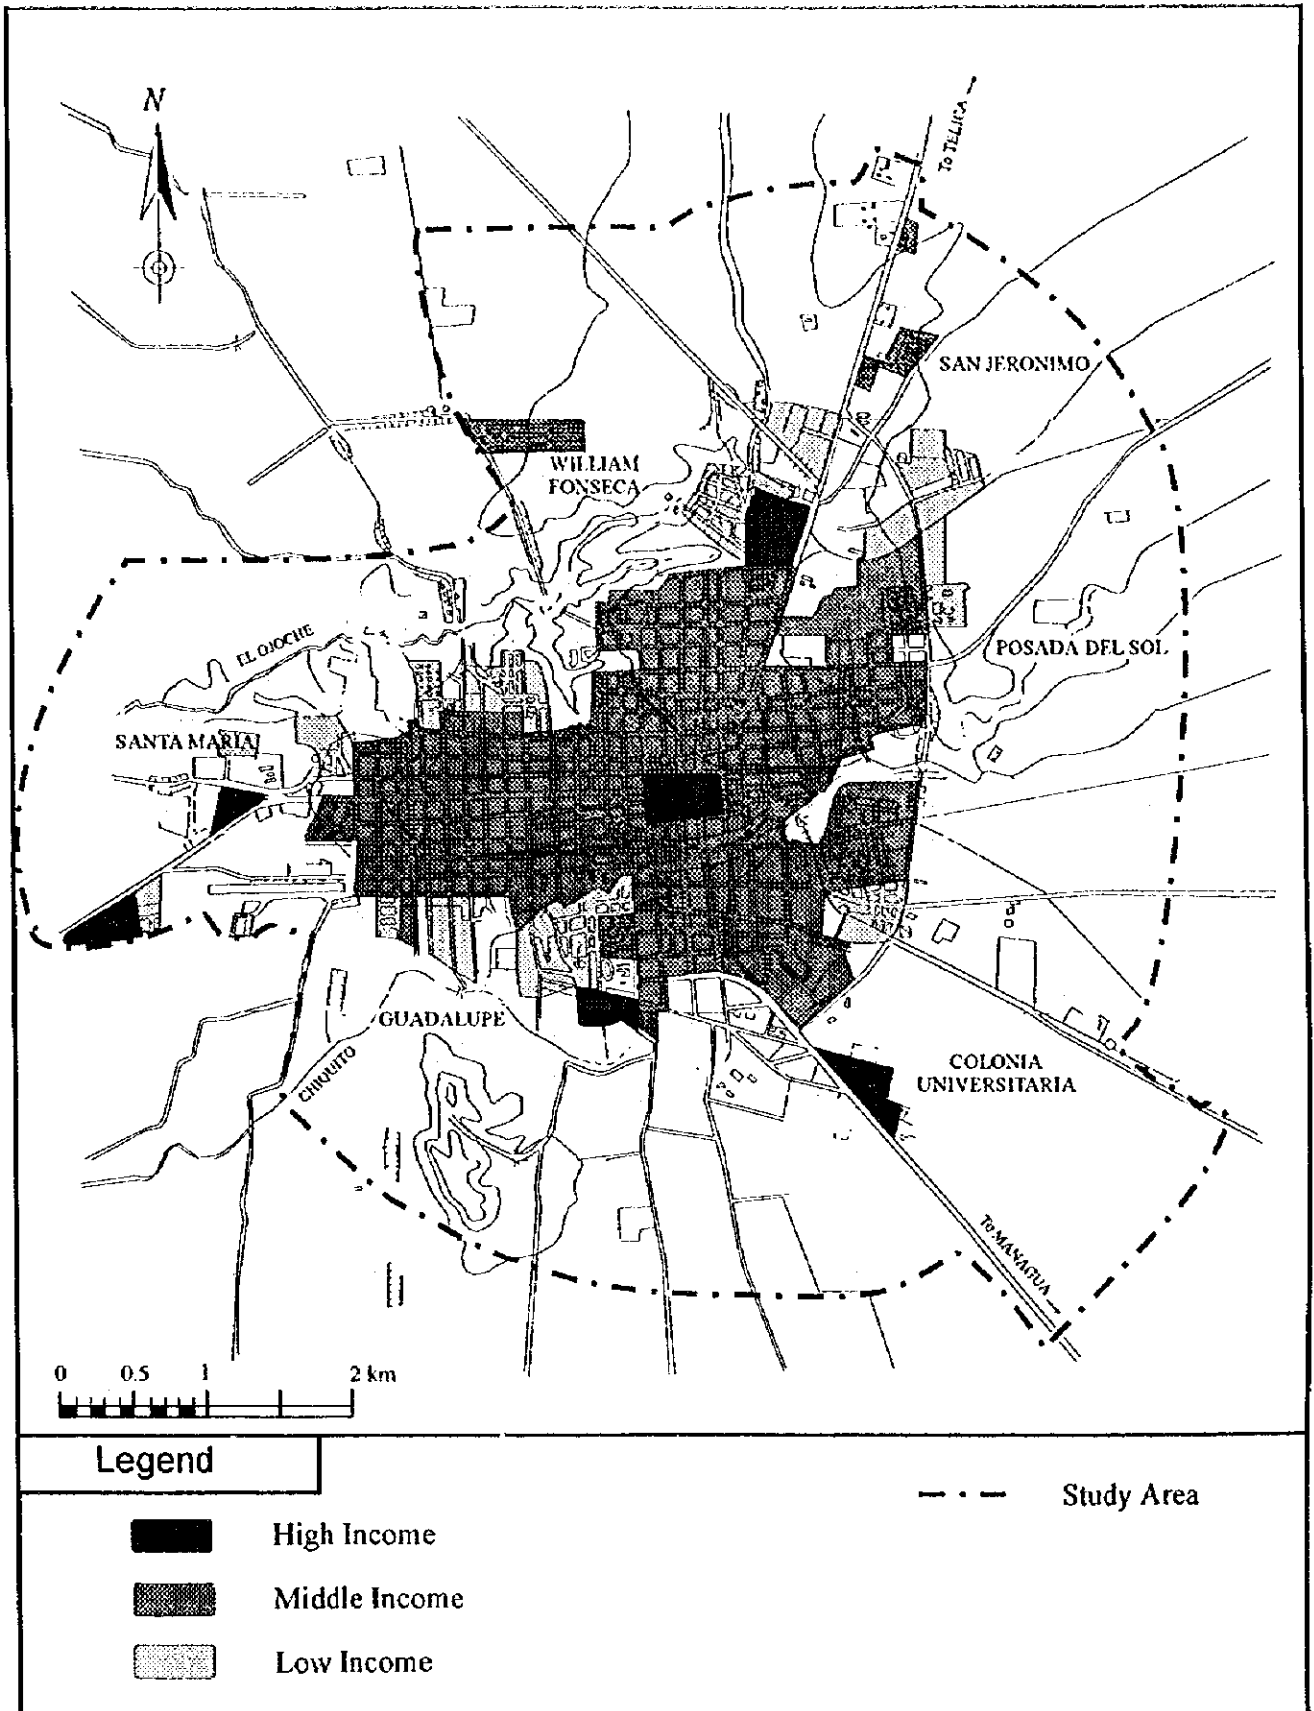 N
To TELICA
SAN JERONIMO
WILLIAM
FONSECA
EL OJOCHE
POSADA DEL SOL
SANTA MARIA
GUADALUPE
CHIQUITO
COLONIA
UNIVERSITARIA
To MANAGUA
0 0.5 1 2 km
Legend
Study Area
High Income
Middle Income
Low Income